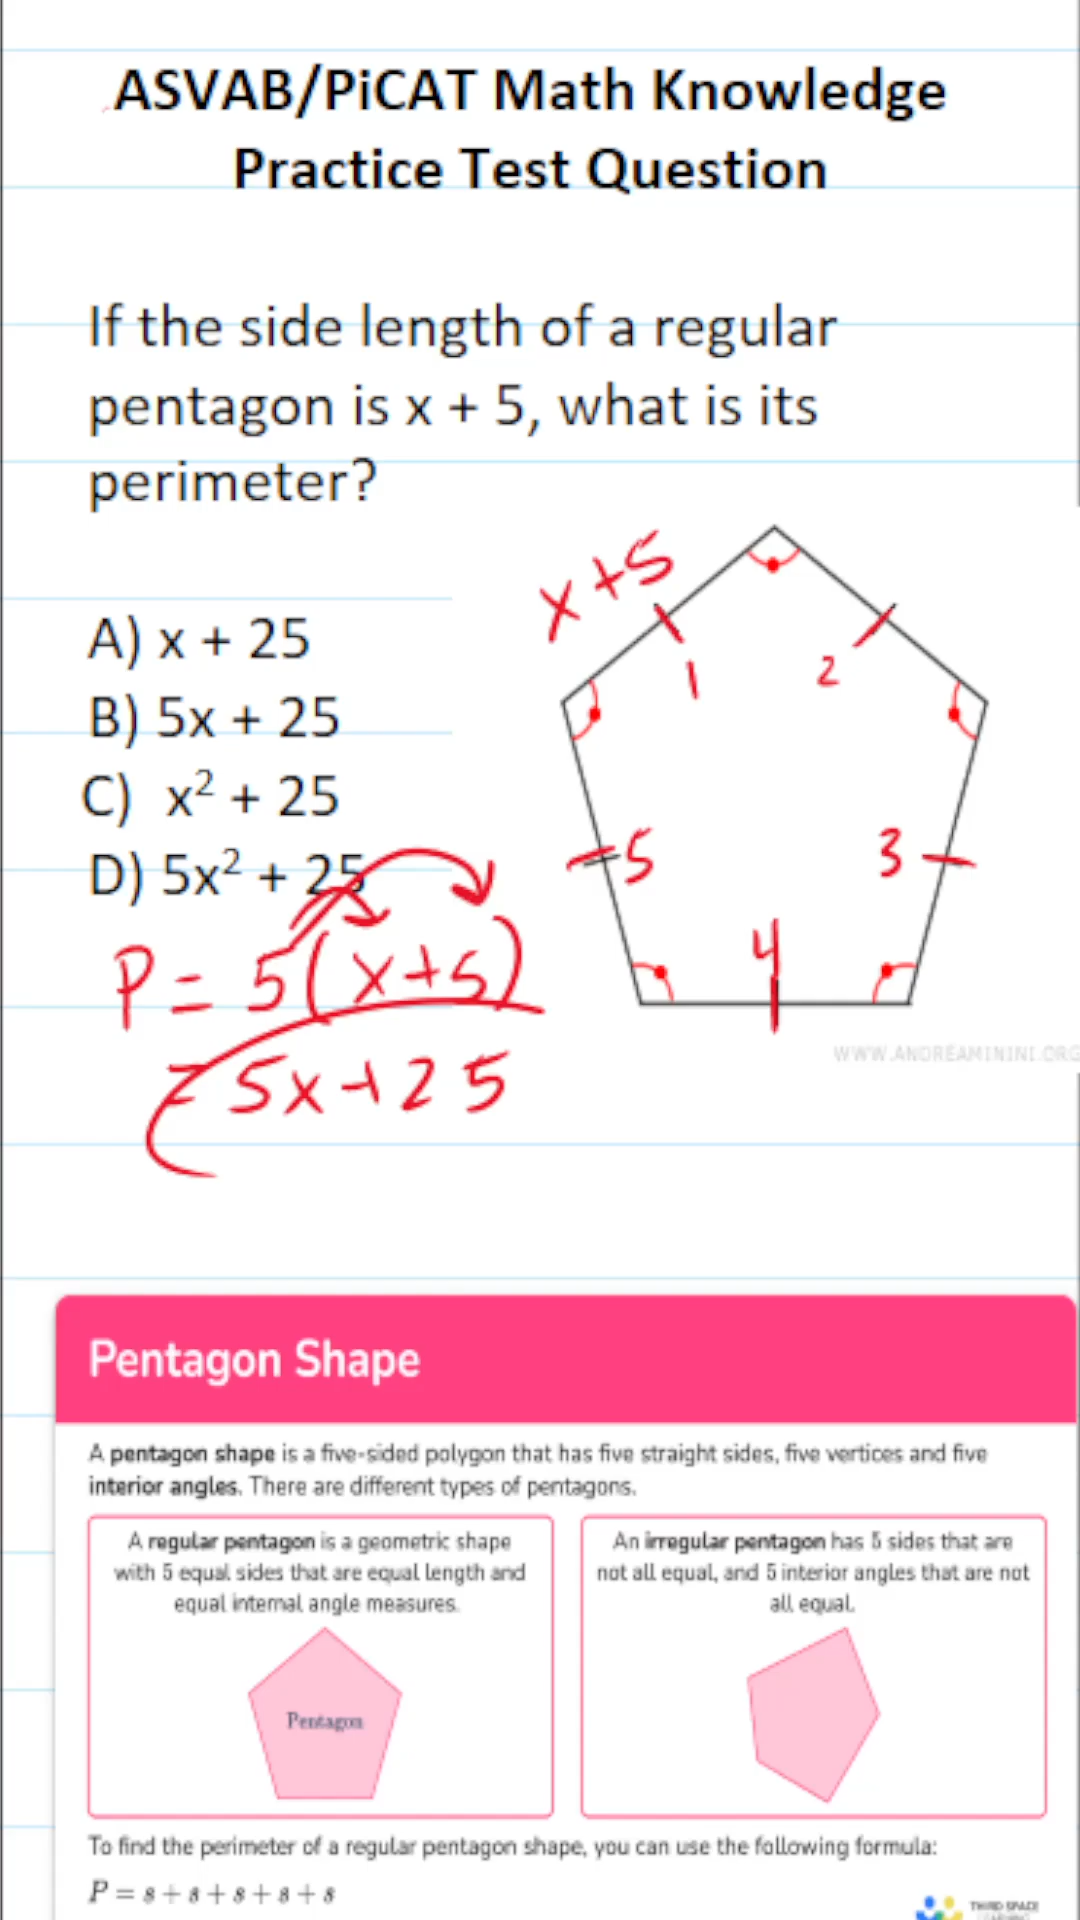 ASVAB/PiCAT Math Knowledge
Practice Test Question
If the side length of a regular
pentagon is x + 5, what is its
perimeter?
x+5
1
2
A) x + 25
B) 5x + 25
C) x² + 25
D) 5x² + 25
5
3
4
P = 5(x+5)
= 5x+25
WWW.ANDREAMININI.ORG
Pentagon Shape
A pentagon shape is a five-sided polygon that has five straight sides, five vertices and five
interior angles. There are different types of pentagons.
A regular pentagon is a geometric shape
with 5 equal sides that are equal length and
equal internal angle measures.
Pentagon
An irregular pentagon has 5 sides that are
not all equal, and 5 interior angles that are not
all equal.
To find the perimeter of a regular pentagon shape, you can use the following formula:
P = s + s + s + s + s
THIRD SPACE
LEARNING